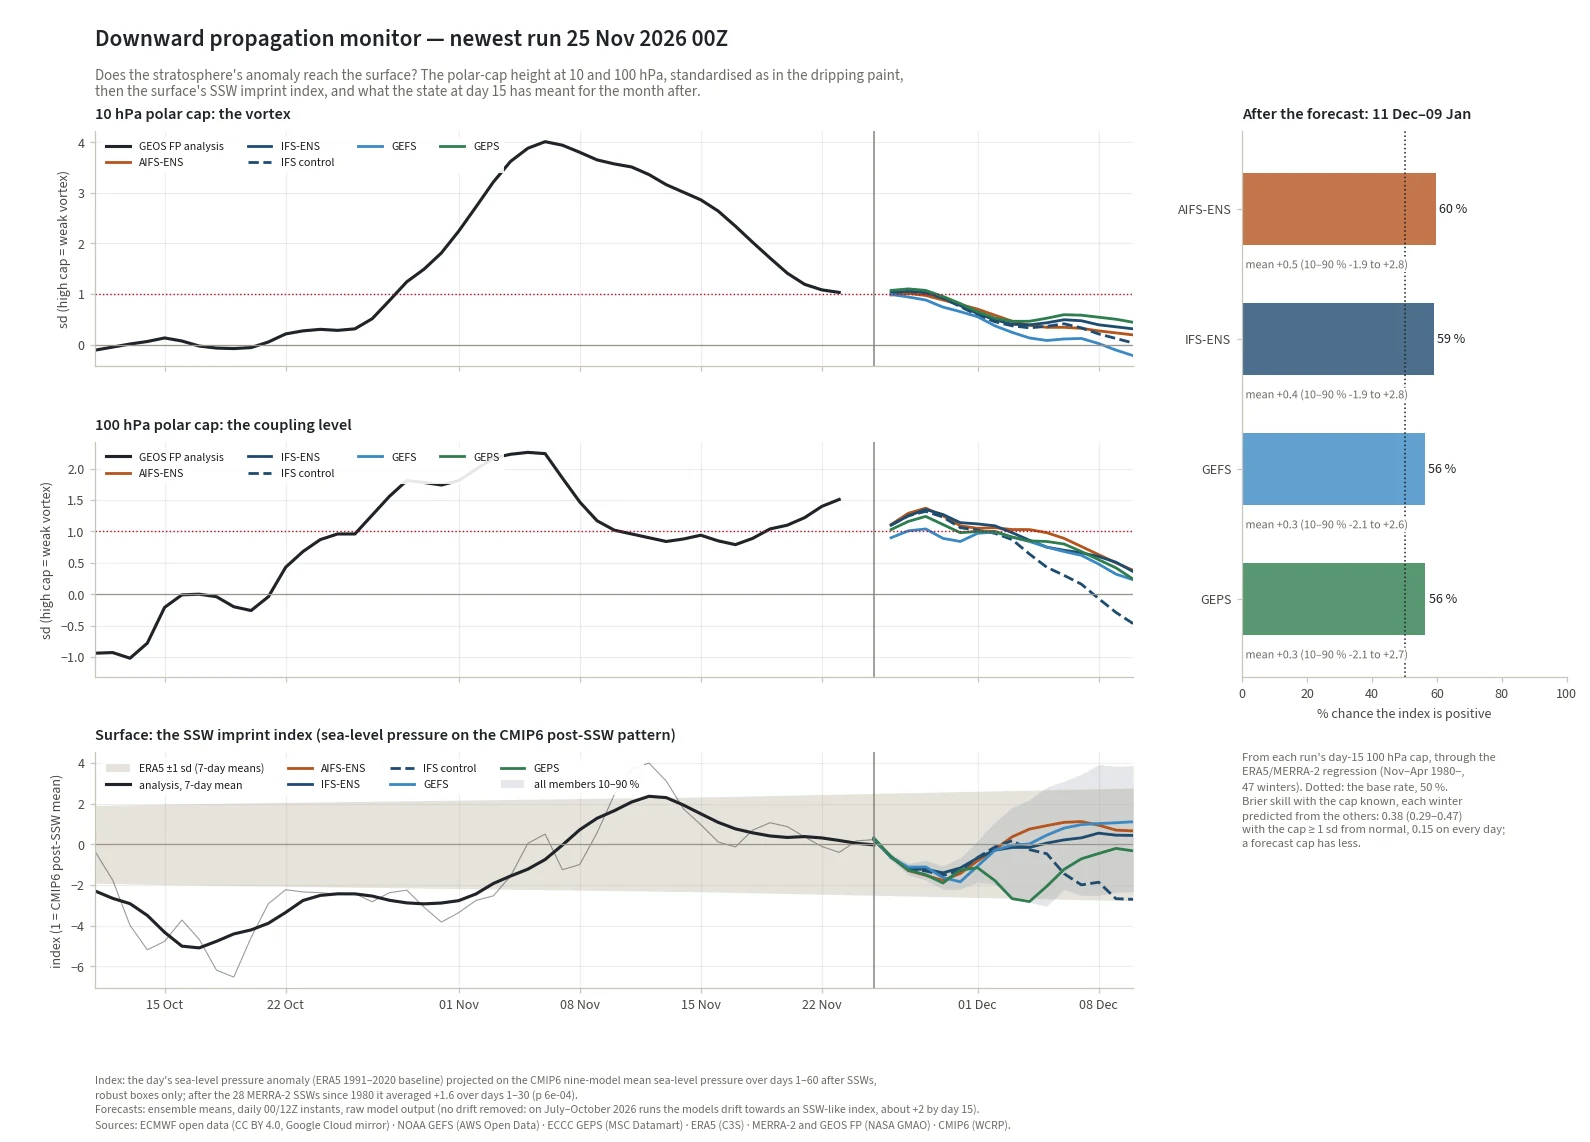 Downward propagation monitor — newest run 25 Nov 2026 00Z
Does the stratosphere's anomaly reach the surface? The polar-cap height at 10 and 100 hPa, standardised as in the dripping paint,
then the surface's SSW imprint index, and what the state at day 15 has meant for the month after.
10 hPa polar cap: the vortex
GEOS FP analysis
IFS-ENS
GEFS
GEPS
AIFS-ENS
IFS control
sd (high cap = weak vortex)
4
3
2
1
0
100 hPa polar cap: the coupling level
GEOS FP analysis
IFS-ENS
GEFS
GEPS
AIFS-ENS
IFS control
sd (high cap = weak vortex)
2.0
1.5
1.0
0.5
0.0
−0.5
−1.0
Surface: the SSW imprint index (sea-level pressure on the CMIP6 post-SSW pattern)
ERA5 ±1 sd (7-day means)
AIFS-ENS
IFS control
GEPS
analysis, 7-day mean
IFS-ENS
GEFS
all members 10–90 %
index (1 = CMIP6 post-SSW mean)
4
2
0
−2
−4
−6
15 Oct
22 Oct
01 Nov
08 Nov
15 Nov
22 Nov
01 Dec
08 Dec
After the forecast: 11 Dec–09 Jan
AIFS-ENS
60 %
mean +0.5 (10–90 % -1.9 to +2.8)
IFS-ENS
59 %
mean +0.4 (10–90 % -1.9 to +2.8)
GEFS
56 %
mean +0.3 (10–90 % -2.1 to +2.6)
GEPS
56 %
mean +0.3 (10–90 % -2.1 to +2.7)
0
20
40
60
80
100
% chance the index is positive
From each run's day-15 100 hPa cap, through the
ERA5/MERRA-2 regression (Nov–Apr 1980–,
47 winters). Dotted: the base rate, 50 %.
Brier skill with the cap known, each winter
predicted from the others: 0.38 (0.29–0.47)
with the cap ≥ 1 sd from normal, 0.15 on every day;
a forecast cap has less.
Index: the day's sea-level pressure anomaly (ERA5 1991–2020 baseline) projected on the CMIP6 nine-model mean sea-level pressure over days 1–60 after SSWs,
robust boxes only; after the 28 MERRA-2 SSWs since 1980 it averaged +1.6 over days 1–30 (p 6e-04).
Forecasts: ensemble means, daily 00/12Z instants, raw model output (no drift removed: on July–October 2026 runs the models drift towards an SSW-like index, about +2 by day 15).
Sources: ECMWF open data (CC BY 4.0, Google Cloud mirror) · NOAA GEFS (AWS Open Data) · ECCC GEPS (MSC Datamart) · ERA5 (C3S) · MERRA-2 and GEOS FP (NASA GMAO) · CMIP6 (WCRP).